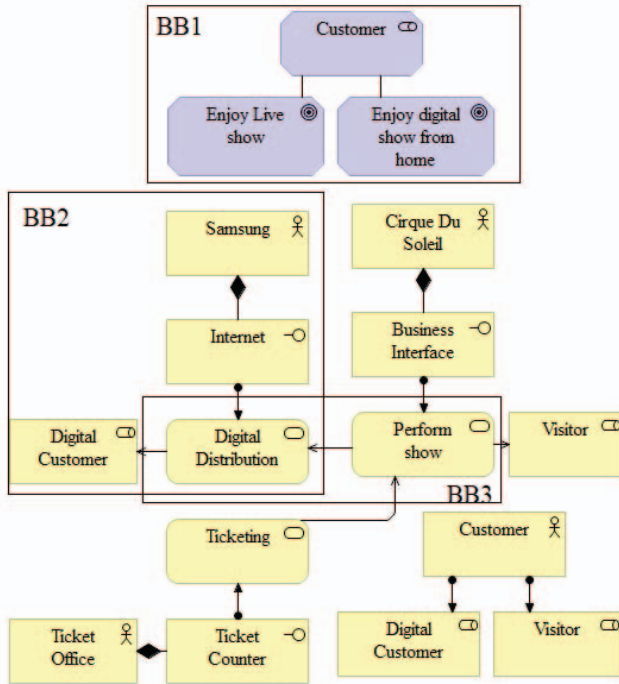 BB1
Customer
Enjoy Live
show
Enjoy digital
show from
home
BB2
Samsung
Cirque Du
Soleil
Internet
Business
Interface
Digital
Customer
Digital
Distribution
Perform
show
Visitor
BB3
Ticketing
Customer
Ticket
Office
Ticket
Counter
Digital
Customer
Visitor